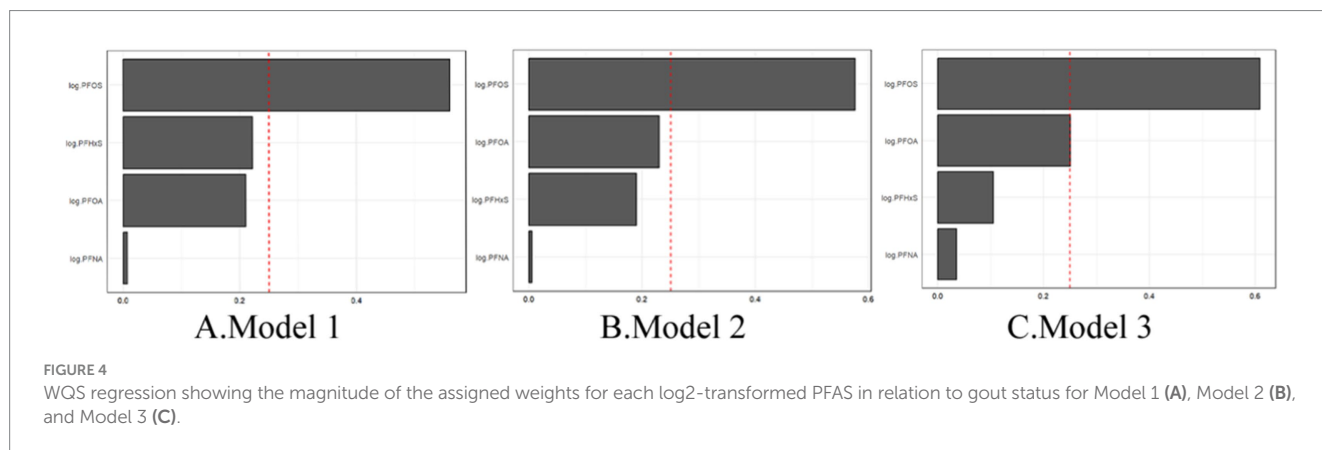 log.PFOS
log.PFHxS
log.PFOA
log.PFNA
0.0 0.2 0.4
A.Model 1
log.PFOS
log.PFOA
log.PFHxS
log.PFNA
0.0 0.2 0.4 0.6
B.Model 2
log.PFOS
log.PFOA
log.PFHxS
log.PFNA
0.0 0.2 0.4 0.6
C.Model 3
FIGURE 4
WQS regression showing the magnitude of the assigned weights for each log2-transformed PFAS in relation to gout status for Model 1 (A), Model 2 (B),
and Model 3 (C).